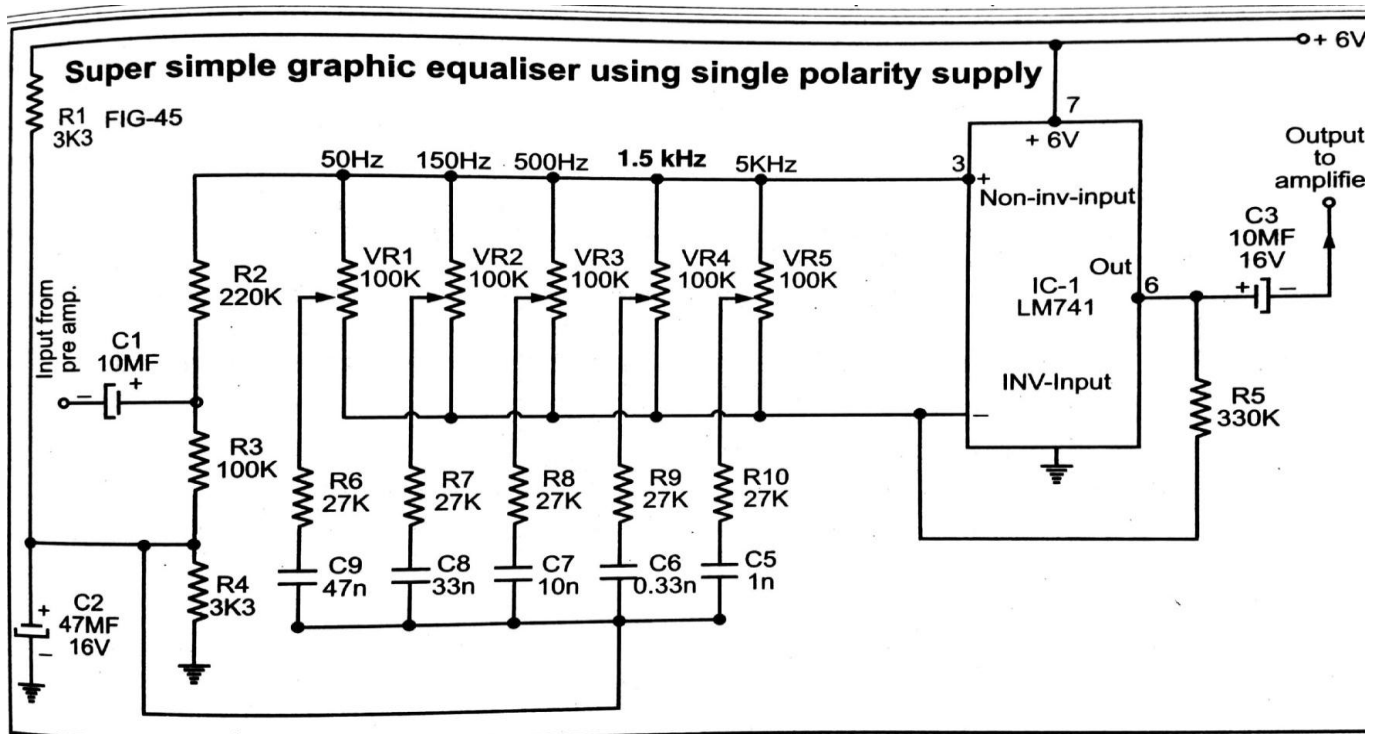 + 6V
Super simple graphic equaliser using single polarity supply
R1
3K3
FIG-45
7
+ 6V
50Hz
150Hz
500Hz
1.5 kHz
5KHz
3
+
Non-inv-input
Output
to
amplifie
R2
220K
VR1
100K
VR2
100K
VR3
100K
VR4
100K
VR5
100K
IC-1
LM741
Out
6
C3
10MF
16V
+
–
Input from
pre amp.
C1
10MF
–
+
INV-Input
–
R5
330K
R3
100K
R6
27K
R7
27K
R8
27K
R9
27K
R10
27K
C9
47n
C8
33n
C7
10n
C6
0.33n
C5
1n
R4
3K3
+
C2
47MF
16V
–